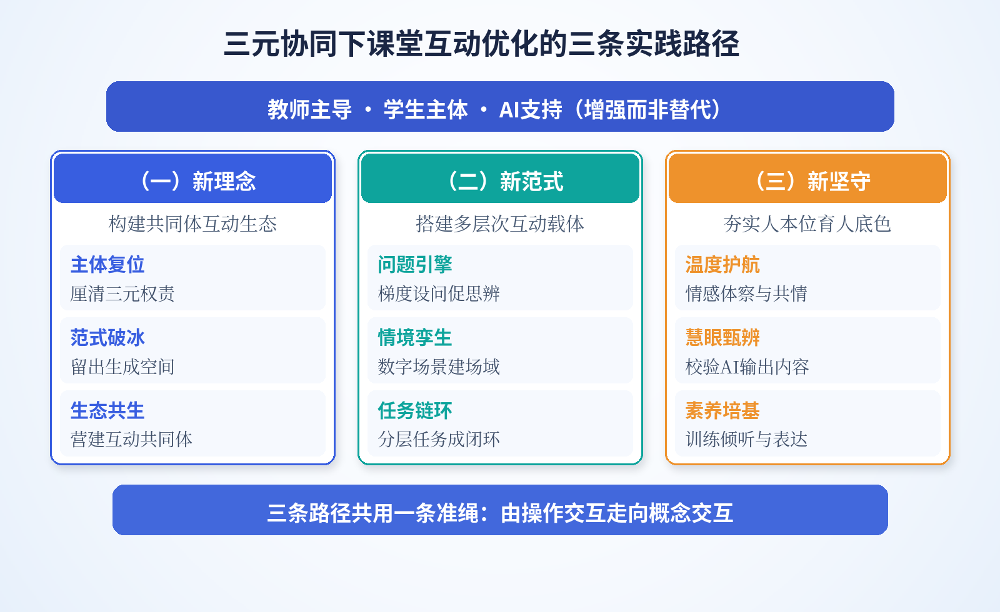 三元协同下课堂互动优化的三条实践路径
教师主导 · 学生主体 · AI支持（增强而非替代）
（一）新理念
构建共同体互动生态
主体复位
厘清三元权责
范式破冰
留出生成空间
生态共生
营建互动共同体
（二）新范式
搭建多层次互动载体
问题引擎
梯度设问促思辨
情境孪生
数字场景建场域
任务链环
分层任务成闭环
（三）新坚守
夯实人本位育人底色
温度护航
情感体察与共情
慧眼甄辨
校验AI输出内容
素养培基
训练倾听与表达
三条路径共用一条准绳：由操作交互走向概念交互